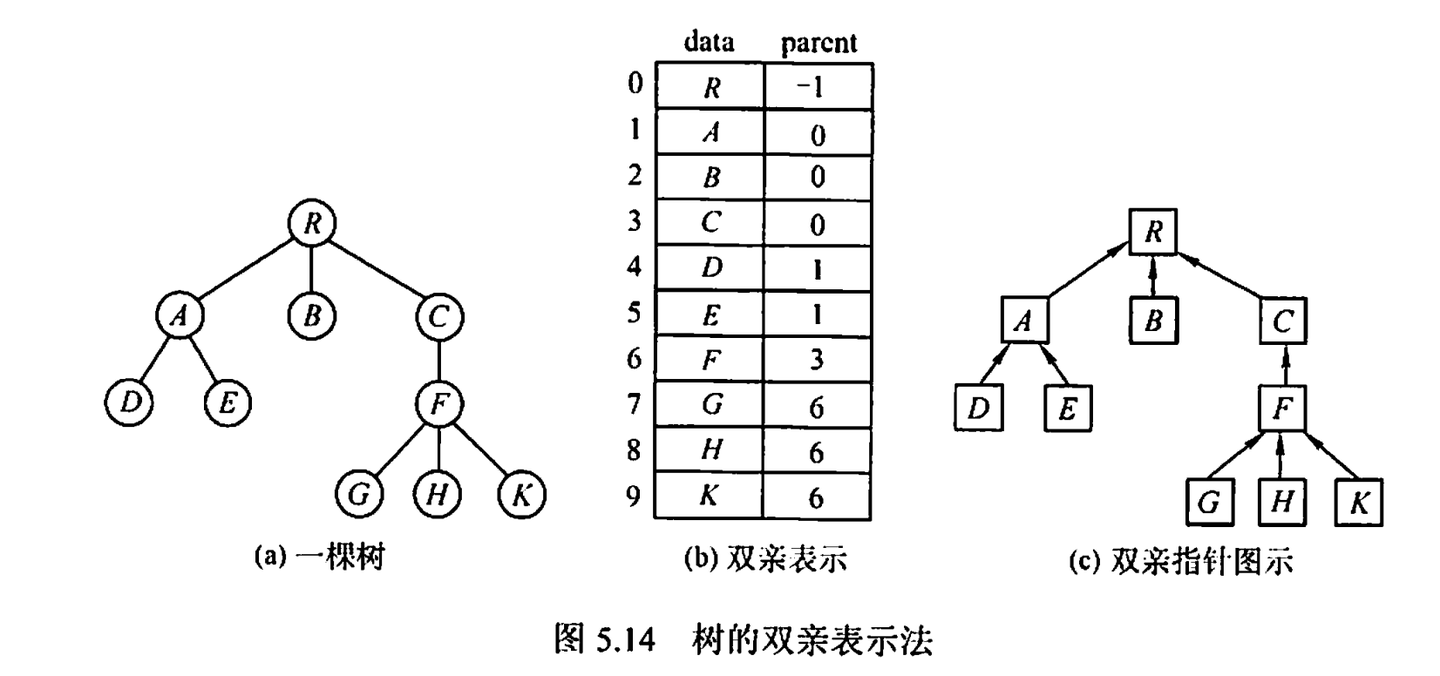 R
A B C
D E F
G H K
(a) 一棵树
data parent
0 R -1
1 A 0
2 B 0
3 C 0
4 D 1
5 E 1
6 F 3
7 G 6
8 H 6
9 K 6
(b) 双亲表示
R
A B C
D E F
G H K
(c) 双亲指针图示
图 5.14 树的双亲表示法